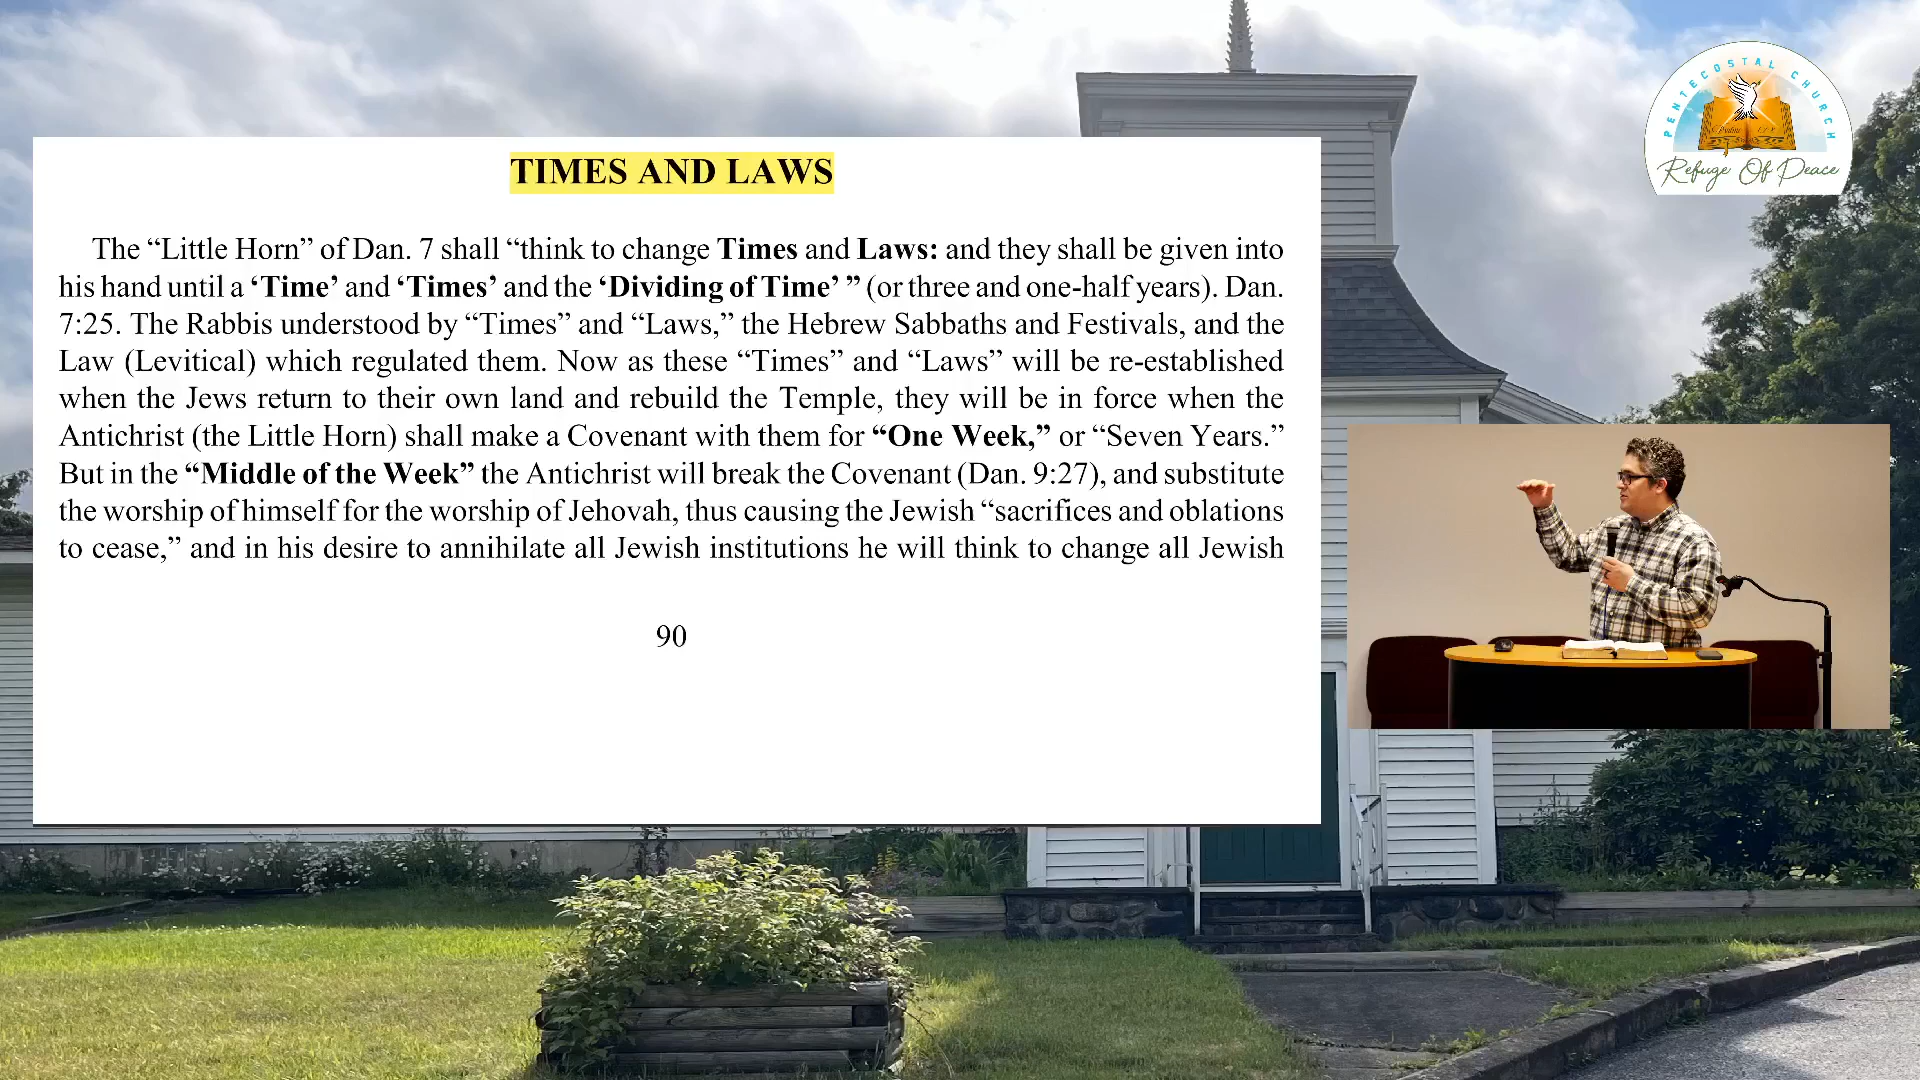 PENTECOSTAL CHURCH
Refuge Of Peace
TIMES AND LAWS
The “Little Horn” of Dan. 7 shall “think to change Times and Laws: and they shall be given into
his hand until a ‘Time’ and ‘Times’ and the ‘Dividing of Time’ ” (or three and one-half years). Dan.
7:25. The Rabbis understood by “Times” and “Laws,” the Hebrew Sabbaths and Festivals, and the
Law (Levitical) which regulated them. Now as these “Times” and “Laws” will be re-established
when the Jews return to their own land and rebuild the Temple, they will be in force when the
Antichrist (the Little Horn) shall make a Covenant with them for “One Week,” or “Seven Years.”
But in the “Middle of the Week” the Antichrist will break the Covenant (Dan. 9:27), and substitute
the worship of himself for the worship of Jehovah, thus causing the Jewish “sacrifices and oblations
to cease,” and in his desire to annihilate all Jewish institutions he will think to change all Jewish
90